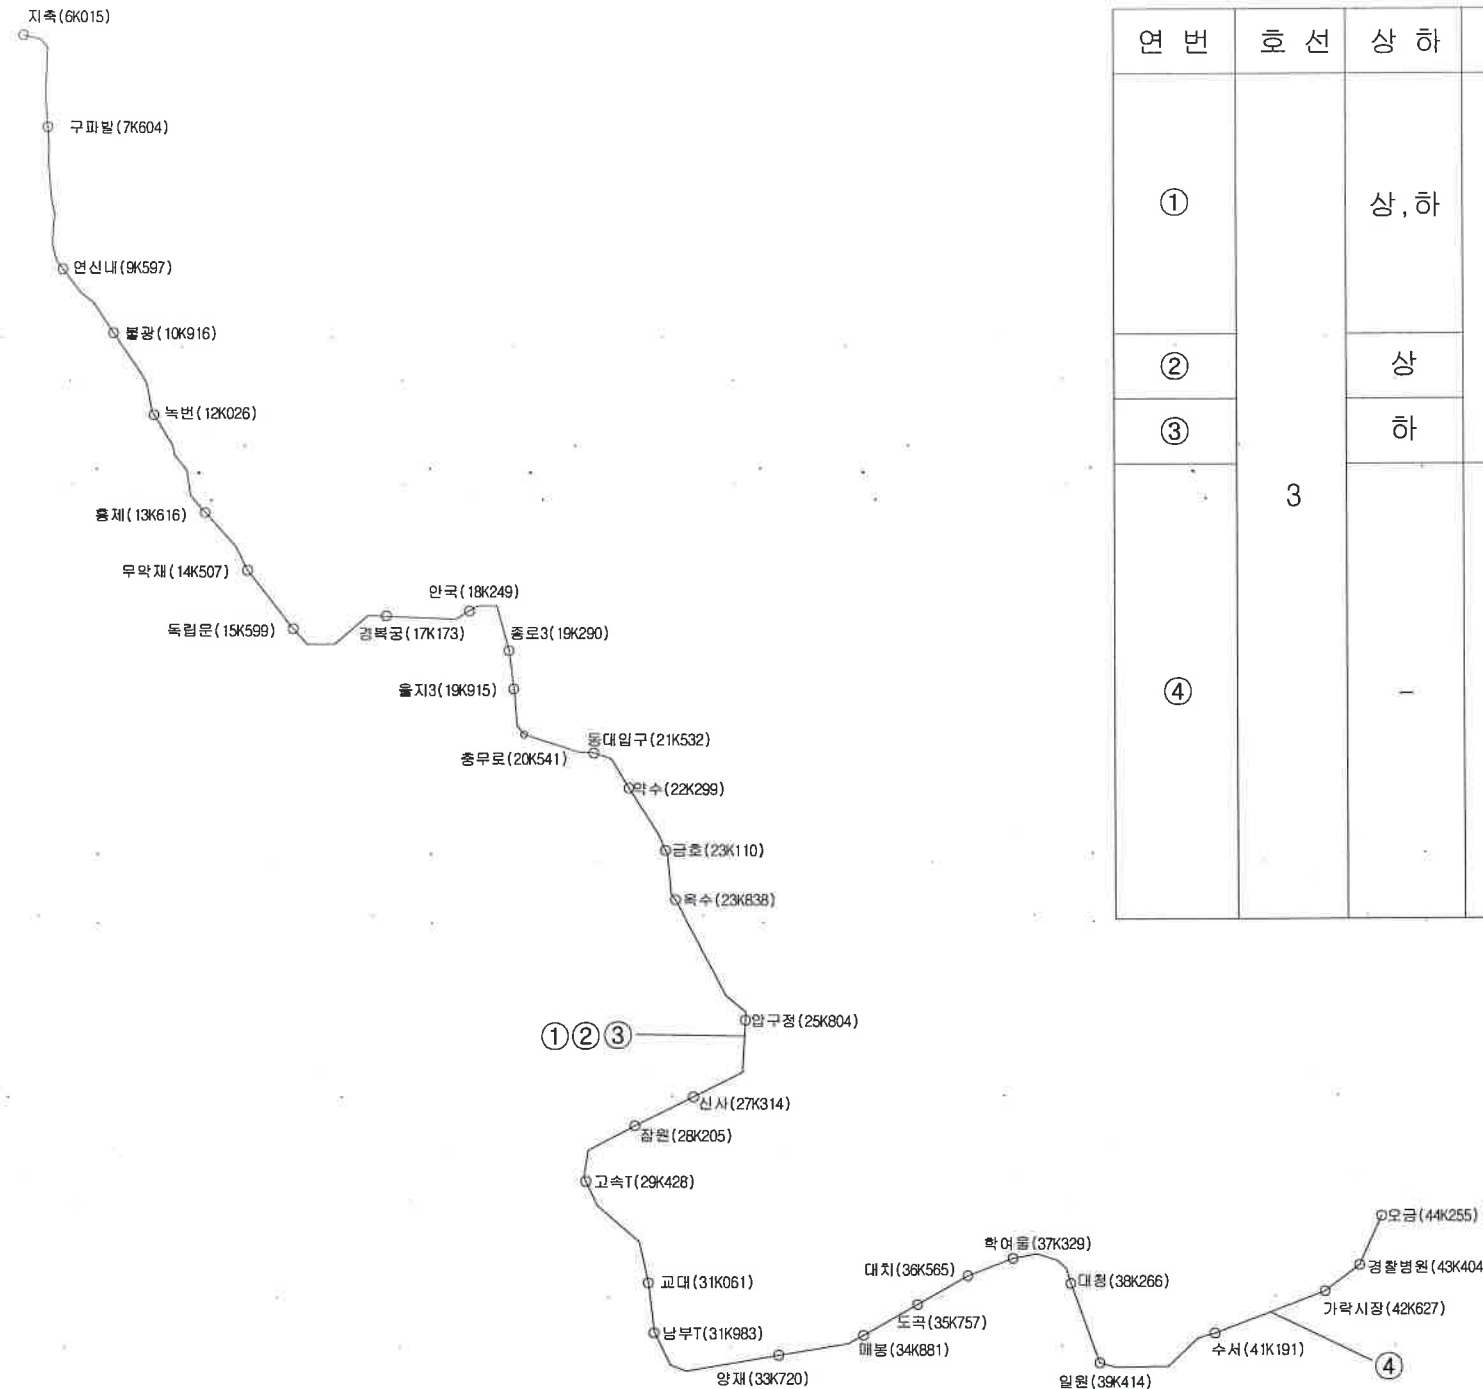 지축(6K015)
구파발(7K604)
연신내(9K597)
불광(10K916)
녹번(12K026)
홍제(13K616)
무악재(14K507)
독립문(15K599)
경복궁(17K173)
안국(18K249)
종로3(19K290)
을지3(19K915)
충무로(20K541)
동대입구(21K532)
약수(22K299)
금호(23K110)
옥수(23K838)
압구정(25K804)
①②③
신사(27K314)
잠원(28K205)
고속T(29K428)
교대(31K061)
남부T(31K983)
양재(33K720)
매봉(34K881)
도곡(35K757)
대치(36K565)
학여울(37K329)
대청(38K266)
일원(39K414)
수서(41K191)
④
가락시장(42K627)
경찰병원(43K404
오금(44K255)
연 번 호 선 상 하
① 상,하
② 상
③ 하
3
④ -